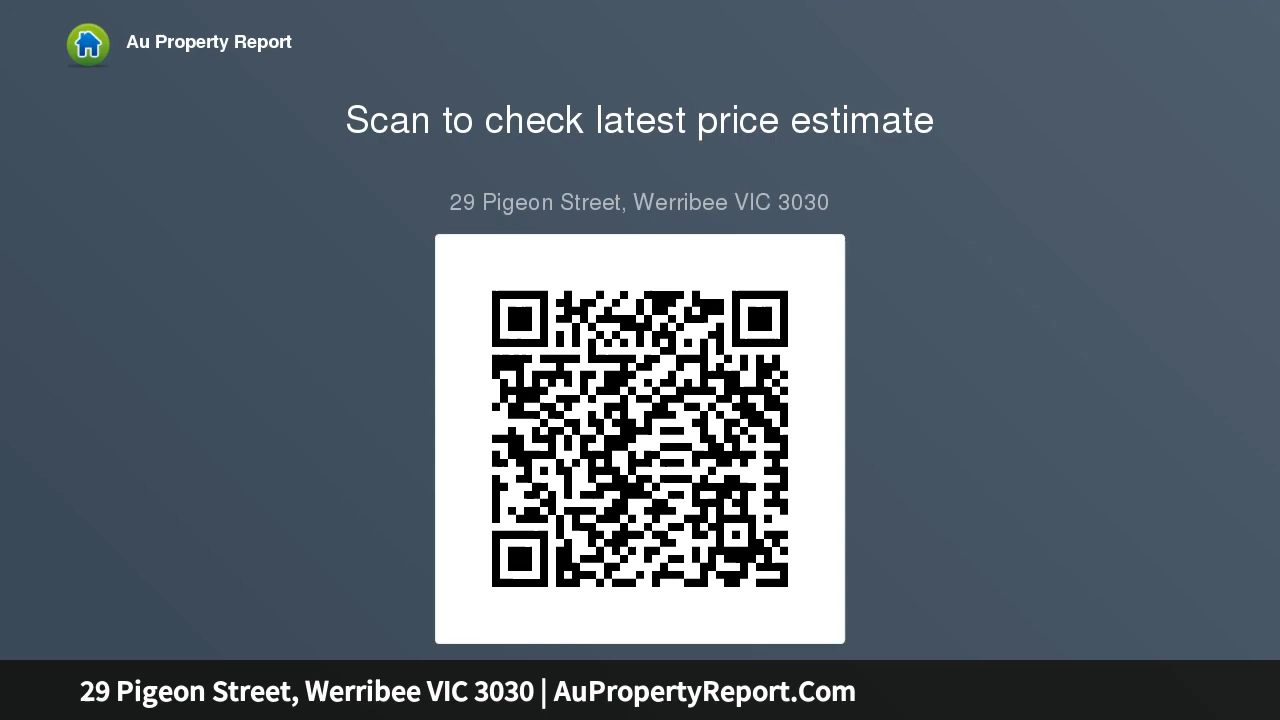 Au Property Report
Scan to check latest price estimate
29 Pigeon Street, Werribee VIC 3030
29 Pigeon Street, Werribee VIC 3030 | AuPropertyReport.Com